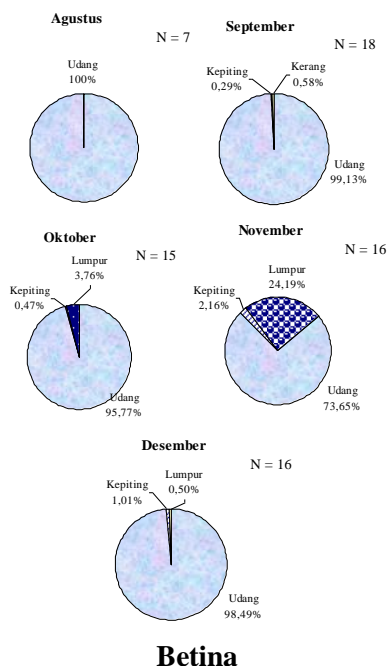 Agustus
N = 7
Udang
100%
September
N = 18
Kepiting
0,29%
Kerang
0,58%
Udang
99,13%
Oktober
N = 15
Lumpur
3,76%
Kepiting
0,47%
Udang
95,77%
November
N = 16
Lumpur
24,19%
Kepiting
2,16%
Udang
73,65%
Desember
N = 16
Kepiting
1,01%
Lumpur
0,50%
Udang
98,49%
Betina